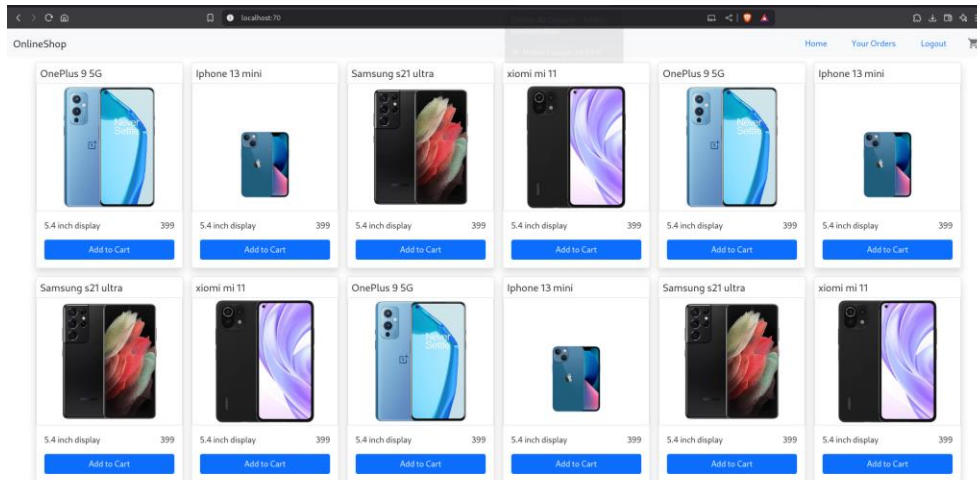 localhost:70
OnlineShop
Home Your Orders Logout
OnePlus 9 5G Iphone 13 mini Samsung s21 ultra xiomi mi 11 OnePlus 9 5G Iphone 13 mini
Never
Settle
Never
Settle
5.4 inch display 399 5.4 inch display 399 5.4 inch display 399 5.4 inch display 399 5.4 inch display 399 5.4 inch display 399
Add to Cart Add to Cart Add to Cart Add to Cart Add to Cart Add to Cart
Samsung s21 ultra xiomi mi 11 OnePlus 9 5G Iphone 13 mini Samsung s21 ultra xiomi mi 11
Never
Settle
5.4 inch display 399 5.4 inch display 399 5.4 inch display 399 5.4 inch display 399 5.4 inch display 399 5.4 inch display 399
Add to Cart Add to Cart Add to Cart Add to Cart Add to Cart Add to Cart